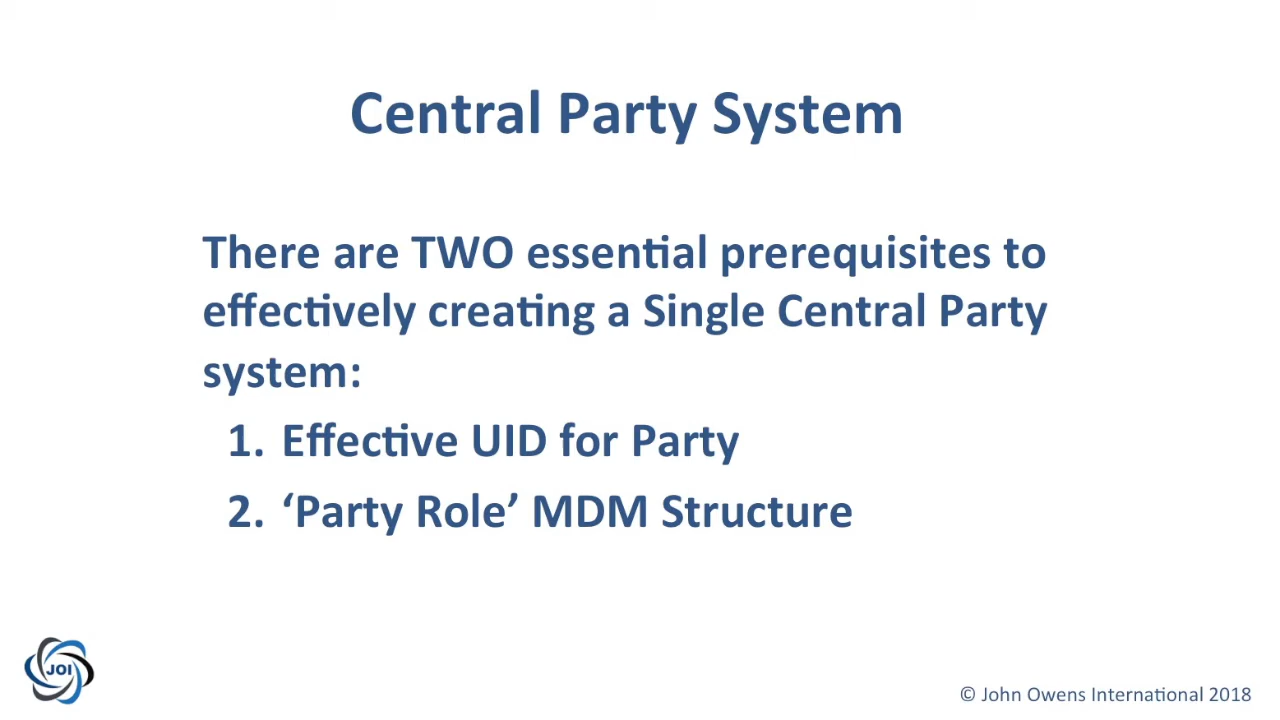 Central Party System
There are TWO essential prerequisites to
effectively creating a Single Central Party
system:
1. Effective UID for Party
2. ‘Party Role’ MDM Structure
JOI
© John Owens International 2018